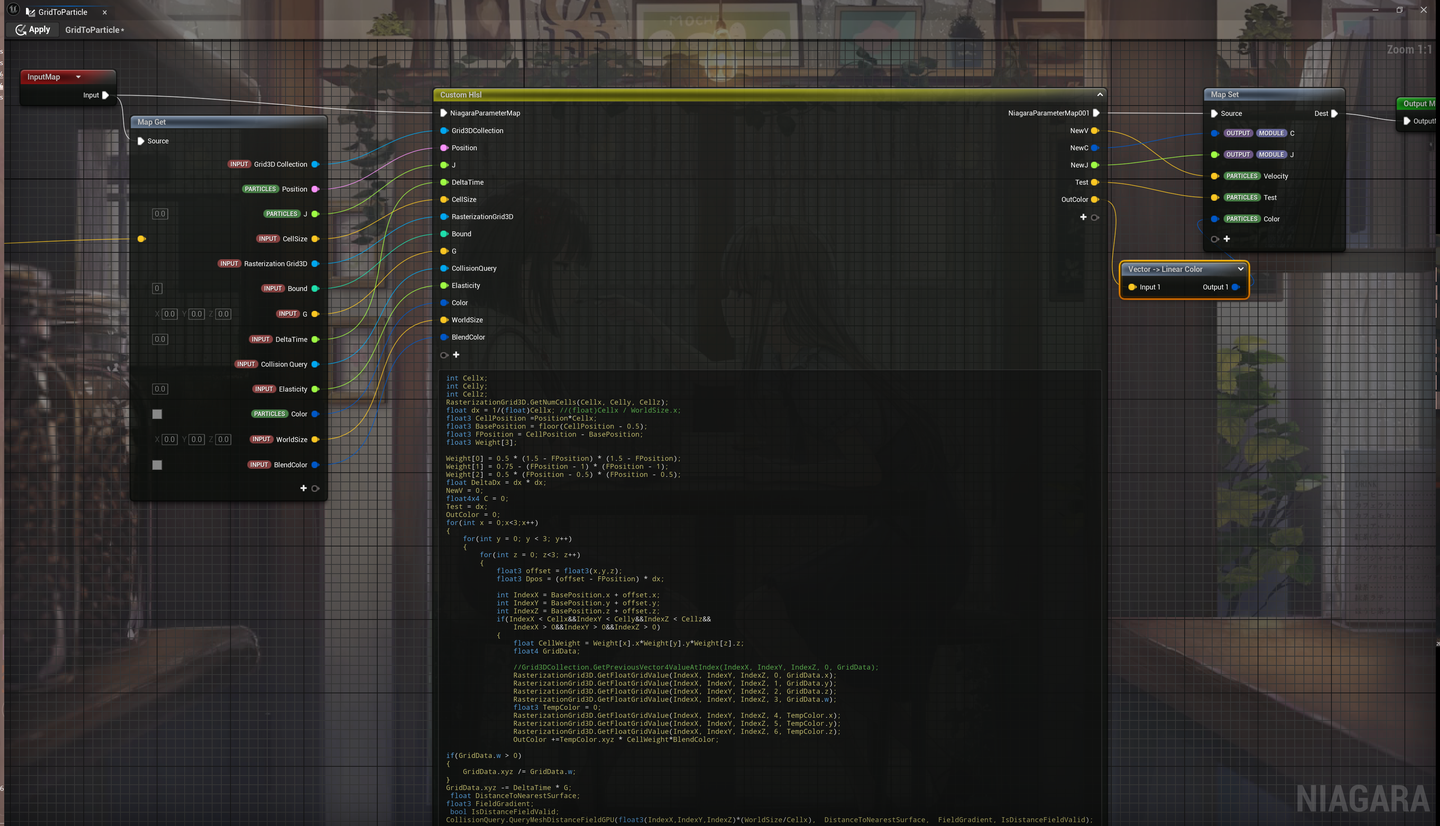 GridToParticle
Apply
GridToParticle•
Zoom 1:1
InputMap
Input
Map Get
Source
INPUT Grid3D Collection
PARTICLES Position
0.0 PARTICLES J
INPUT CellSize
INPUT Rasterization Grid3D
0 INPUT Bound
X 0.0 Y 0.0 Z 0.0 INPUT G
0.0 INPUT DeltaTime
INPUT Collision Query
0.0 INPUT Elasticity
PARTICLES Color
X 0.0 Y 0.0 Z 0.0 INPUT WorldSize
INPUT BlendColor
Custom Hlsl
NiagaraParameterMap
Grid3DCollection
Position
J
DeltaTime
CellSize
RasterizationGrid3D
Bound
G
CollisionQuery
Elasticity
Color
WorldSize
BlendColor
NiagaraParameterMap001
NewV
NewC
NewJ
Test
OutColor
int Cellx;
int Celly;
int Cellz;
RasterizationGrid3D.GetNumCells(Cellx, Celly, Cellz);
float dx = 1/(float)Cellx; //(float)Cellx / WorldSize.x;
float3 CellPosition =Position*Cellx;
float3 BasePosition = floor(CellPosition - 0.5);
float3 FPosition = CellPosition - BasePosition;
float3 Weight[3];
Weight[0] = 0.5 * (1.5 - FPosition) * (1.5 - FPosition);
Weight[1] = 0.75 - (FPosition - 1) * (FPosition - 1);
Weight[2] = 0.5 * (FPosition - 0.5) * (FPosition - 0.5);
float DeltaDx = dx * dx;
NewV = 0;
float4x4 C = 0;
Test = dx;
OutColor = 0;
for(int x = 0;x<3;x++)
{
for(int y = 0; y < 3; y++)
{
for(int z = 0; z<3; z++)
{
float3 offset = float3(x,y,z);
float3 Dpos = (offset - FPosition) * dx;
int IndexX = BasePosition.x + offset.x;
int IndexY = BasePosition.y + offset.y;
int IndexZ = BasePosition.z + offset.z;
if(IndexX < Cellx&&IndexY < Celly&&IndexZ < Cellz&&
IndexX > 0&&IndexY > 0&&IndexZ > 0)
{
float CellWeight = Weight[x].x*Weight[y].y*Weight[z].z;
float4 GridData;
//Grid3DCollection.GetPreviousVector4ValueAtIndex(IndexX, IndexY, IndexZ, 0, GridData);
RasterizationGrid3D.GetFloatGridValue(IndexX, IndexY, IndexZ, 0, GridData.x);
RasterizationGrid3D.GetFloatGridValue(IndexX, IndexY, IndexZ, 1, GridData.y);
RasterizationGrid3D.GetFloatGridValue(IndexX, IndexY, IndexZ, 2, GridData.z);
RasterizationGrid3D.GetFloatGridValue(IndexX, IndexY, IndexZ, 3, GridData.w);
float3 TempColor = 0;
RasterizationGrid3D.GetFloatGridValue(IndexX, IndexY, IndexZ, 4, TempColor.x);
RasterizationGrid3D.GetFloatGridValue(IndexX, IndexY, IndexZ, 5, TempColor.y);
RasterizationGrid3D.GetFloatGridValue(IndexX, IndexY, IndexZ, 6, TempColor.z);
OutColor +=TempColor.xyz * CellWeight*BlendColor;
if(GridData.w > 0)
{
GridData.xyz /= GridData.w;
}
GridData.xyz -= DeltaTime * G;
float DistanceToNearestSurface;
float3 FieldGradient;
bool IsDistanceFieldValid;
CollisionQuery.QueryMeshDistanceFieldGPU(float3(IndexX,IndexY,IndexZ)*(WorldSize/Cellx), DistanceToNearestSurface, FieldGradient, IsDistanceFieldValid);
Map Set
Source Dest
OUTPUT MODULE C
OUTPUT MODULE J
PARTICLES Velocity
PARTICLES Test
PARTICLES Color
Vector -> Linear Color
Input 1 Output 1
Output M
Output
NIAGARA
MOCH